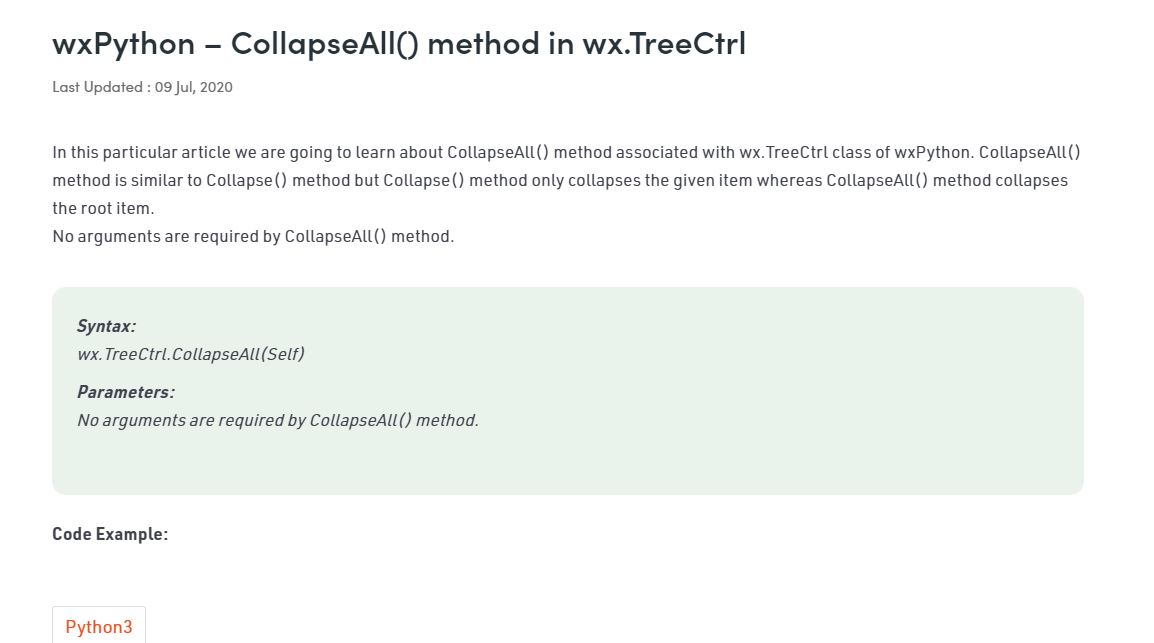 wxPython – CollapseAll() method in wx.TreeCtrl
Last Updated : 09 Jul, 2020
In this particular article we are going to learn about CollapseAll() method associated with wx.TreeCtrl class of wxPython. CollapseAll()
method is similar to Collapse() method but Collapse() method only collapses the given item whereas CollapseAll() method collapses
the root item.
No arguments are required by CollapseAll() method.
Syntax:
wx.TreeCtrl.CollapseAll(Self)
Parameters:
No arguments are required by CollapseAll() method.
Code Example:
Python3